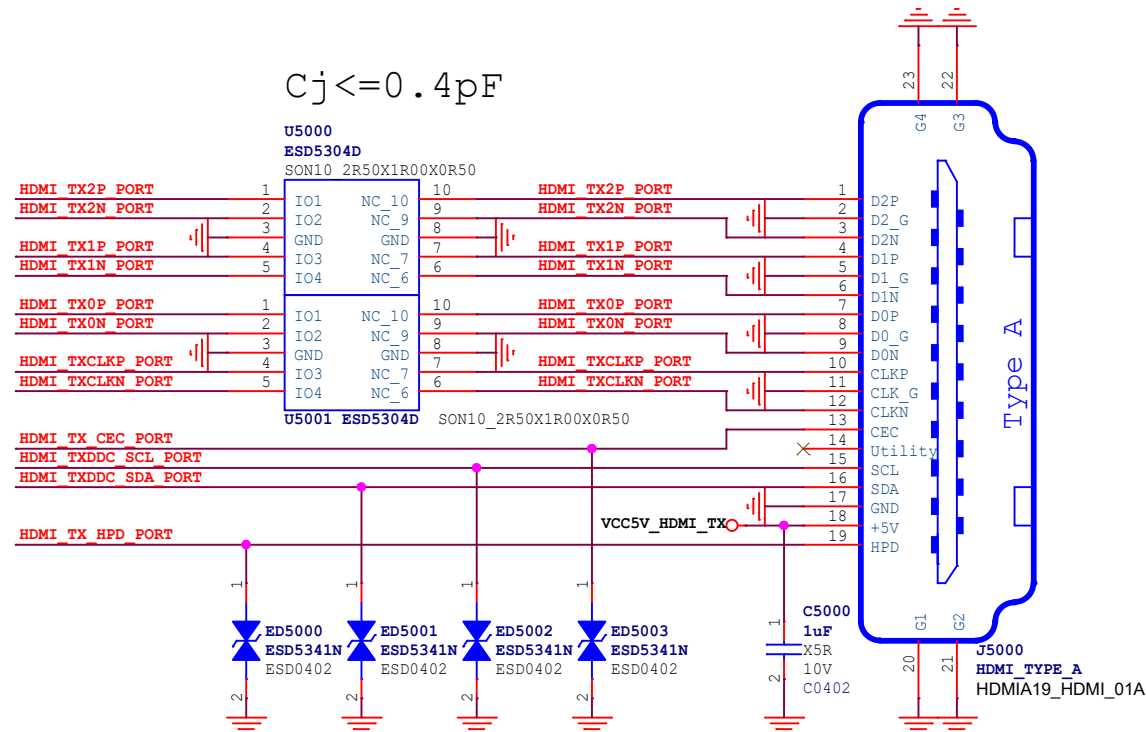 23
22
G4
G3
Cj<=0.4pF
U5000
ESD5304D
SON10_2R50X1R00X0R50
HDMI_TX2P_PORT
1
IO1
NC_10
10
HDMI_TX2P_PORT
1
D2P
HDMI_TX2N_PORT
2
IO2
NC_9
9
HDMI_TX2N_PORT
2
D2_G
3
GND
GND
8
3
D2N
HDMI_TX1P_PORT
4
IO3
NC_7
7
HDMI_TX1P_PORT
4
D1P
HDMI_TX1N_PORT
5
IO4
NC_6
6
HDMI_TX1N_PORT
5
D1_G
6
D1N
HDMI_TX0P_PORT
1
IO1
NC_10
10
HDMI_TX0P_PORT
7
D0P
HDMI_TX0N_PORT
2
IO2
NC_9
9
HDMI_TX0N_PORT
8
D0_G
3
GND
GND
8
9
D0N
HDMI_TXCLKP_PORT
4
IO3
NC_7
7
HDMI_TXCLKP_PORT
10
CLKP
HDMI_TXCLKN_PORT
5
IO4
NC_6
6
HDMI_TXCLKN_PORT
11
CLK_G
12
CLKN
U5001 ESD5304D
SON10_2R50X1R00X0R50
13
CEC
HDMI_TX_CEC_PORT
14
Utility
HDMI_TXDDC_SCL_PORT
15
SCL
HDMI_TXDDC_SDA_PORT
16
SDA
17
GND
VCC5V_HDMI_TX
18
+5V
HDMI_TX_HPD_PORT
19
HPD
Type A
1
ED5000
ESD5341N
ESD0402
2
1
ED5001
ESD5341N
ESD0402
2
1
ED5002
ESD5341N
ESD0402
2
1
ED5003
ESD5341N
ESD0402
2
1
C5000
1uF
X5R
10V
C0402
2
G1
G2
20
21
J5000
HDMI_TYPE_A
HDMIA19_HDMI_01A